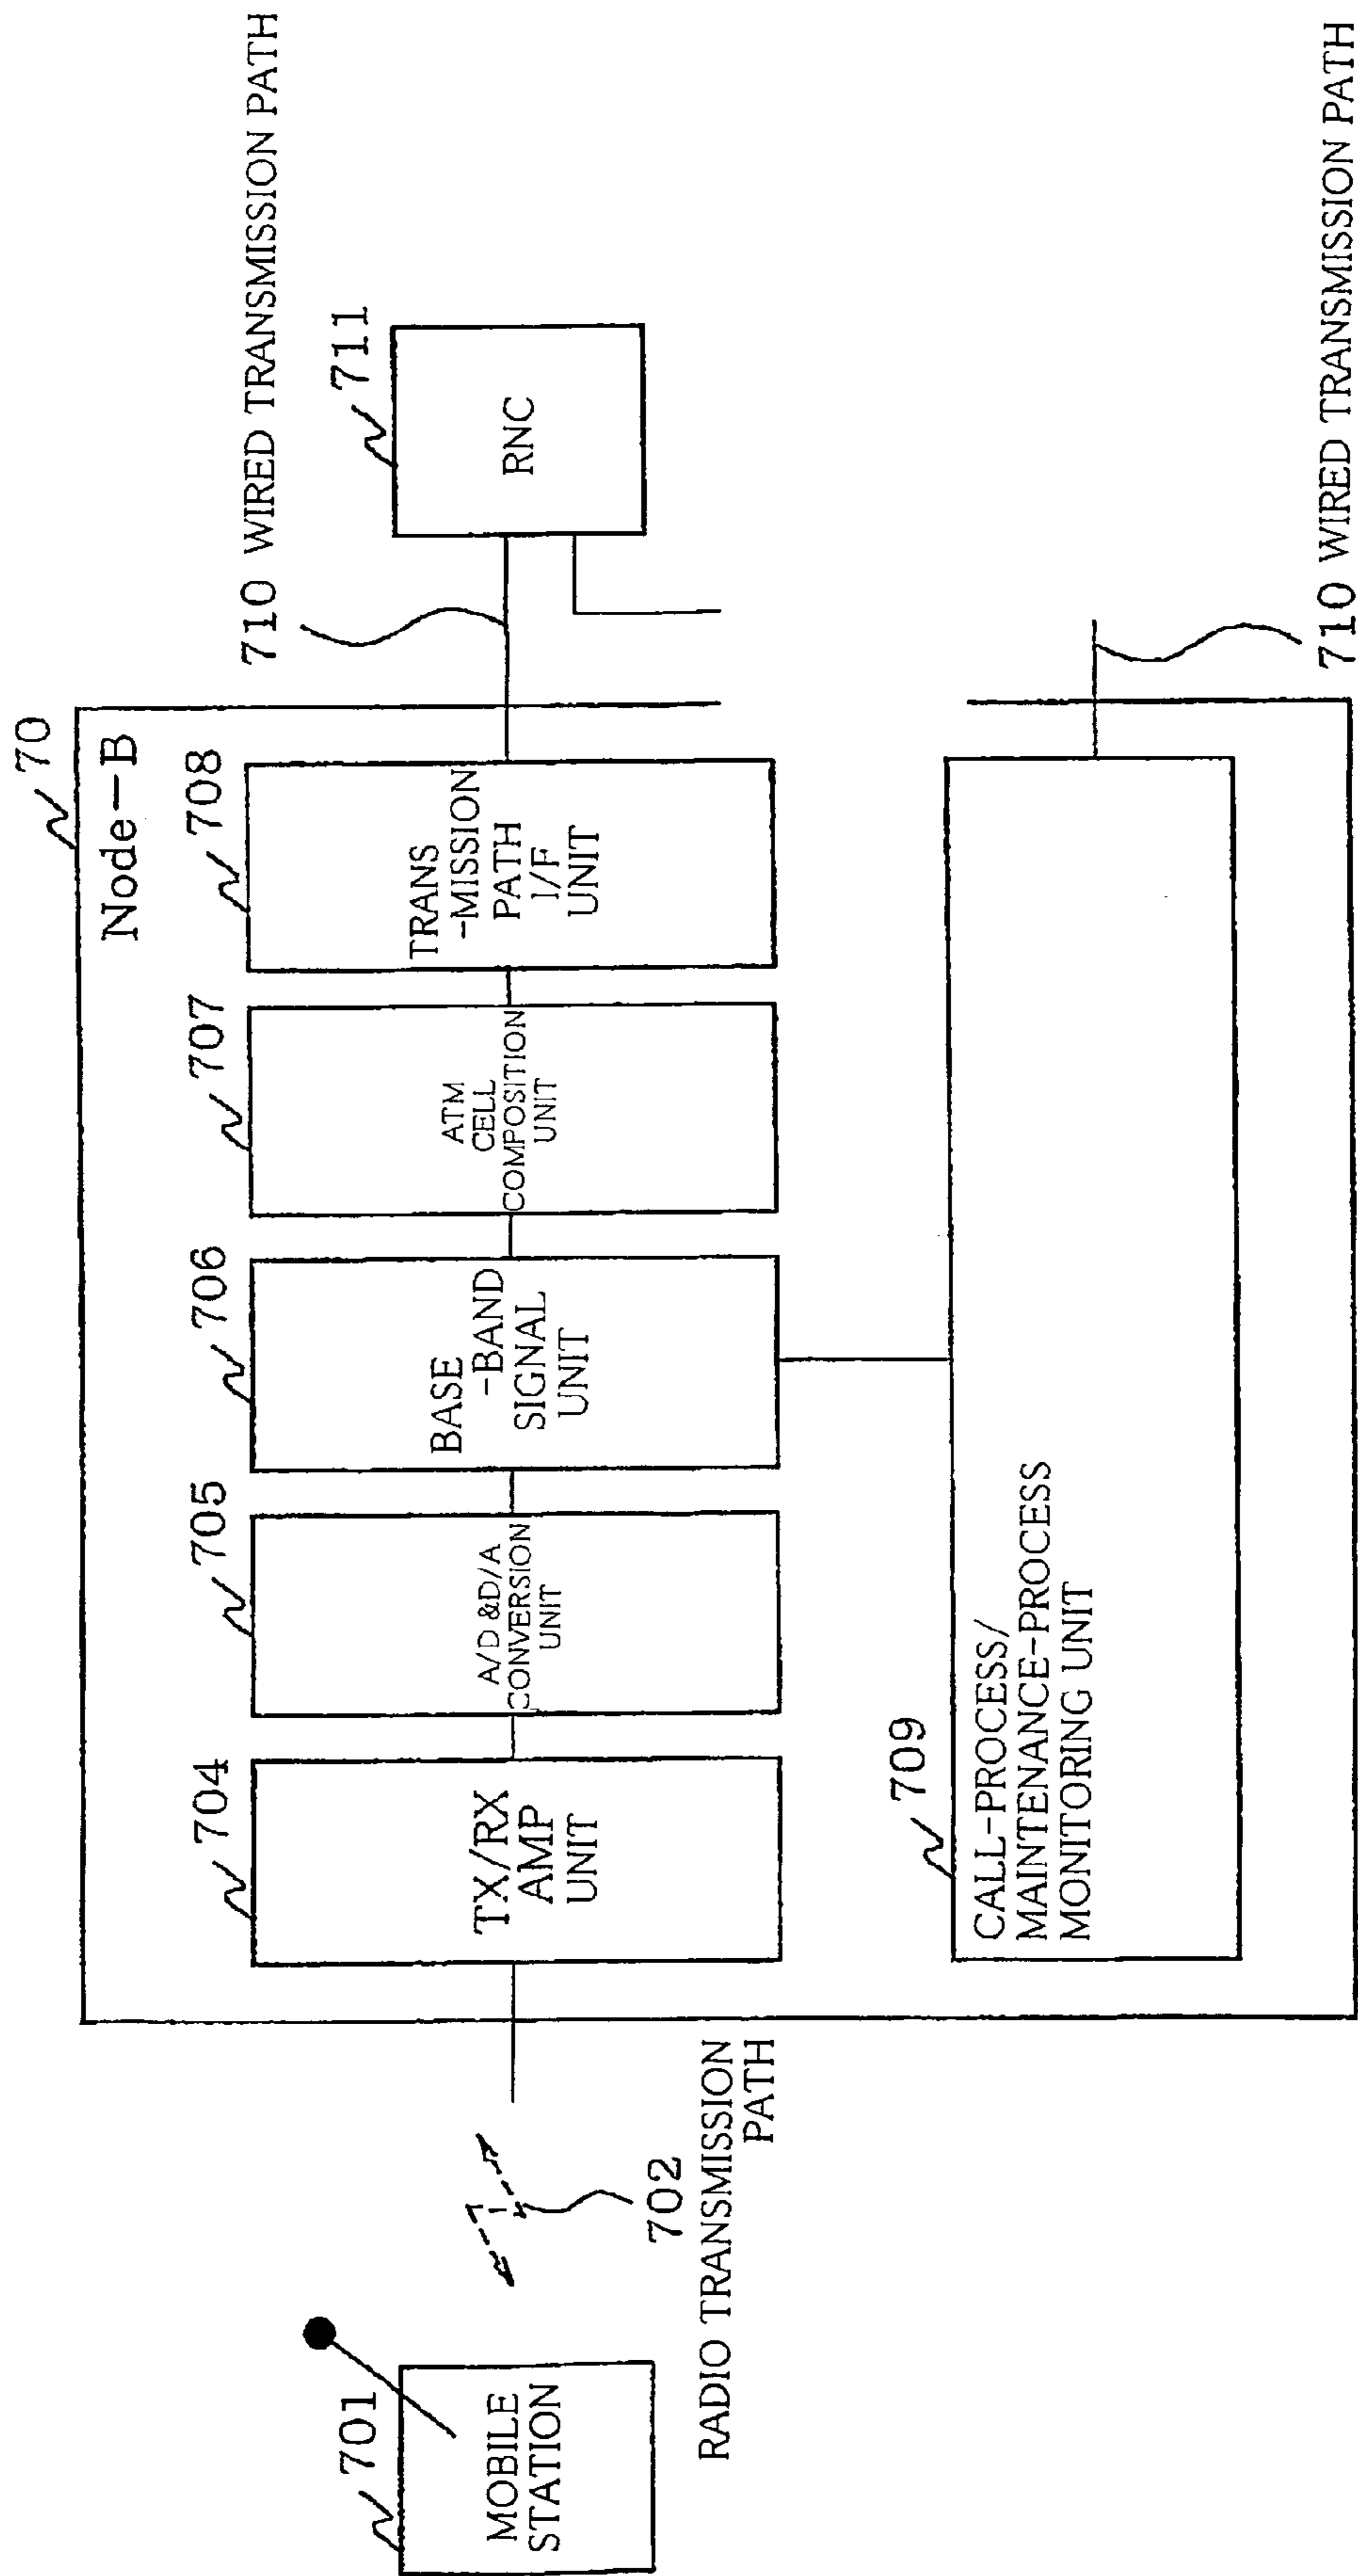 70
Node-B
710 WIRED TRANSMISSION PATH
711
RNC
701
MOBILE
STATION
702
RADIO TRANSMISSION
PATH
704
TX/RX
AMP
UNIT
705
A/D &D/A
CONVERSION
UNIT
706
BASE
-BAND
SIGNAL
UNIT
707
ATM
CELL
COMPOSITION
UNIT
708
TRANS
-MISSION
PATH
I/F
UNIT
709
CALL-PROCESS/
MAINTENANCE-PROCESS
MONITORING UNIT
710 WIRED TRANSMISSION PATH